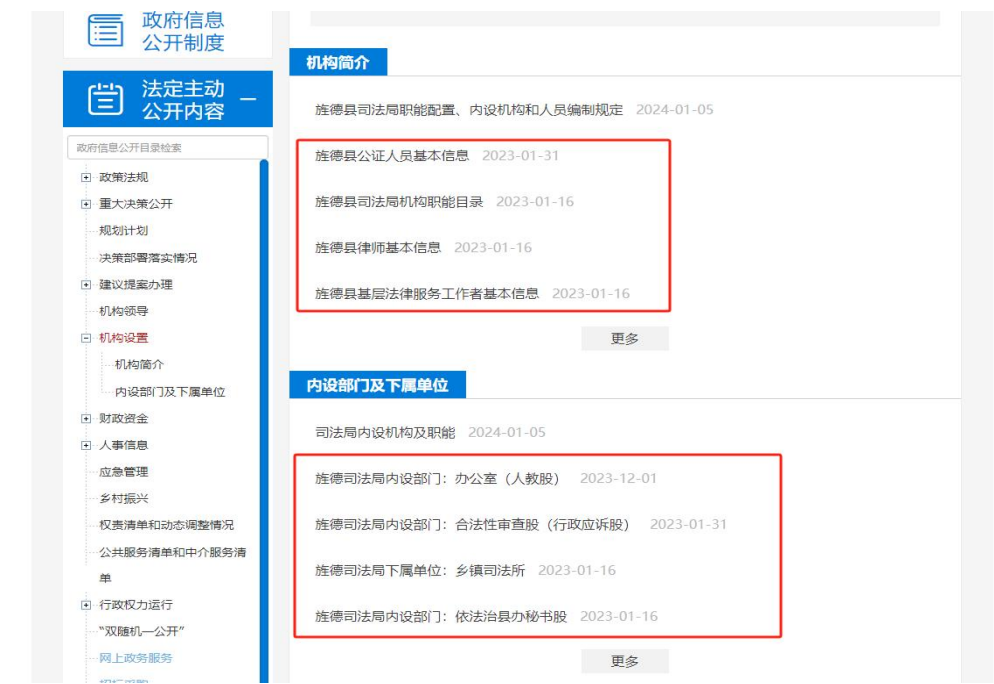 政府信息
公开制度
法定主动
公开内容
政府信息公开目录检索
政策法规
重大决策公开
规划计划
决策部署落实情况
建议提案办理
机构领导
机构设置
机构简介
内设部门及下属单位
财政资金
人事信息
应急管理
乡村振兴
权责清单和动态调整情况
公共服务清单和中介服务清
单
行政权力运行
“双随机一公开”
网上政务服务
机构简介
旌德县司法局职能配置、内设机构和人员编制规定 2024-01-05
旌德县公证人员基本信息 2023-01-31
旌德县司法局机构职能目录 2023-01-16
旌德县律师基本信息 2023-01-16
旌德县基层法律服务工作者基本信息 2023-01-16
更多
内设部门及下属单位
司法局内设机构及职能 2024-01-05
旌德司法局内设部门：办公室（人教股） 2023-12-01
旌德司法局内设部门：合法性审查股（行政应诉股） 2023-01-31
旌德司法局下属单位：乡镇司法所 2023-01-16
旌德司法局内设部门：依法治县办秘书股 2023-01-16
更多